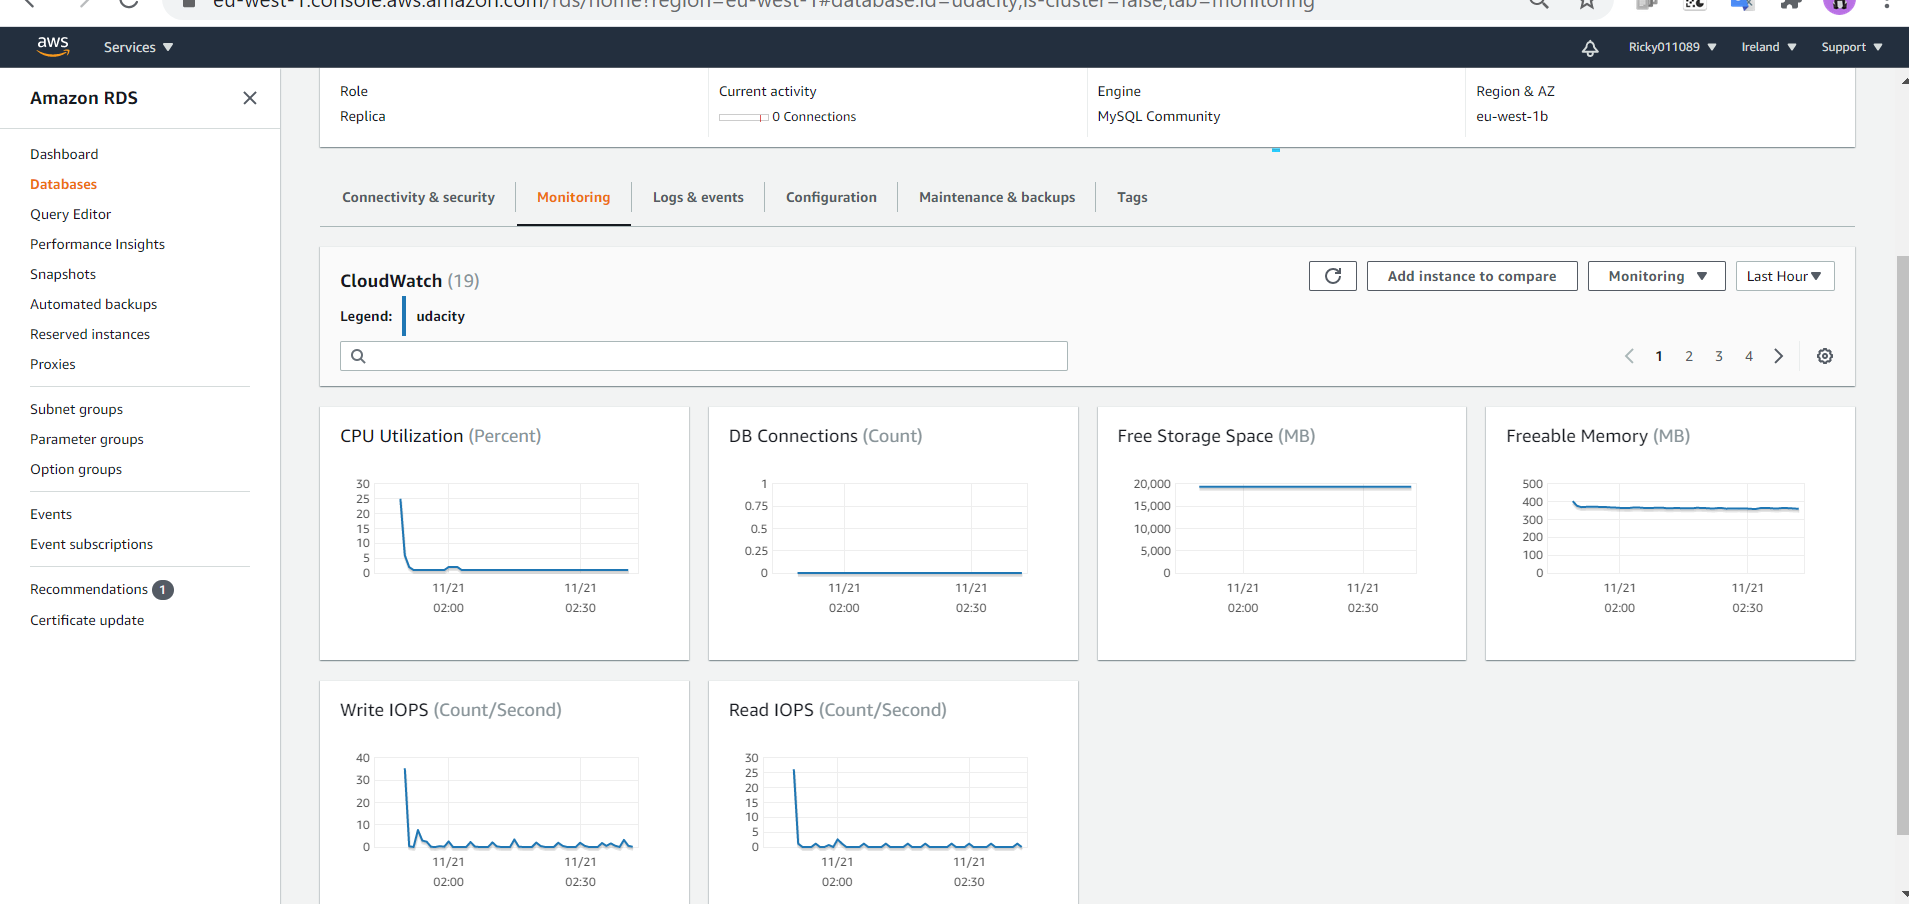 eu-west-1.console.aws.amazon.com/rds/home?region=eu-west-1#database:id=udacity;is-cluster=false;tab=monitoring
aws Services Ricky011089 Ireland Support
Amazon RDS
Dashboard
Databases
Query Editor
Performance Insights
Snapshots
Automated backups
Reserved instances
Proxies
Subnet groups
Parameter groups
Option groups
Events
Event subscriptions
Recommendations 1
Certificate update
Role Current activity Engine Region & AZ
Replica 0 Connections MySQL Community eu-west-1b
Connectivity & security Monitoring Logs & events Configuration Maintenance & backups Tags
CloudWatch (19) Add instance to compare Monitoring Last Hour
Legend: udacity
1 2 3 4
CPU Utilization (Percent)
30
25
20
15
10
5
0
11/21 11/21
02:00 02:30
DB Connections (Count)
1
0.75
0.5
0.25
0
11/21 11/21
02:00 02:30
Free Storage Space (MB)
20,000
15,000
10,000
5,000
0
11/21 11/21
02:00 02:30
Freeable Memory (MB)
500
400
300
200
100
0
11/21 11/21
02:00 02:30
Write IOPS (Count/Second)
40
30
20
10
0
11/21 11/21
02:00 02:30
Read IOPS (Count/Second)
30
25
20
15
10
5
0
11/21 11/21
02:00 02:30